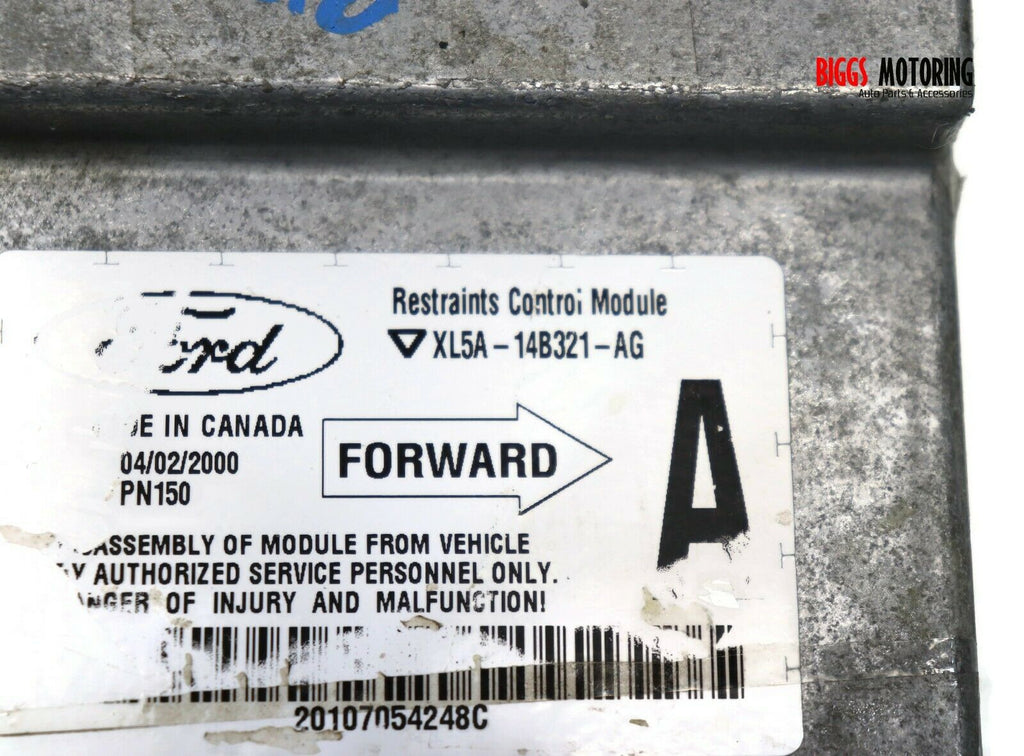 BIGGS MOTORING
Auto Parts & Accessories
Ford
Restraints Control Module
XL5A-14B321-AG
IN CANADA
04/02/2000
PN150
FORWARD
A
ASSEMBLY OF MODULE FROM VEHICLE
AUTHORIZED SERVICE PERSONNEL ONLY.
OF INJURY AND MALFUNCTION!
20107054248C